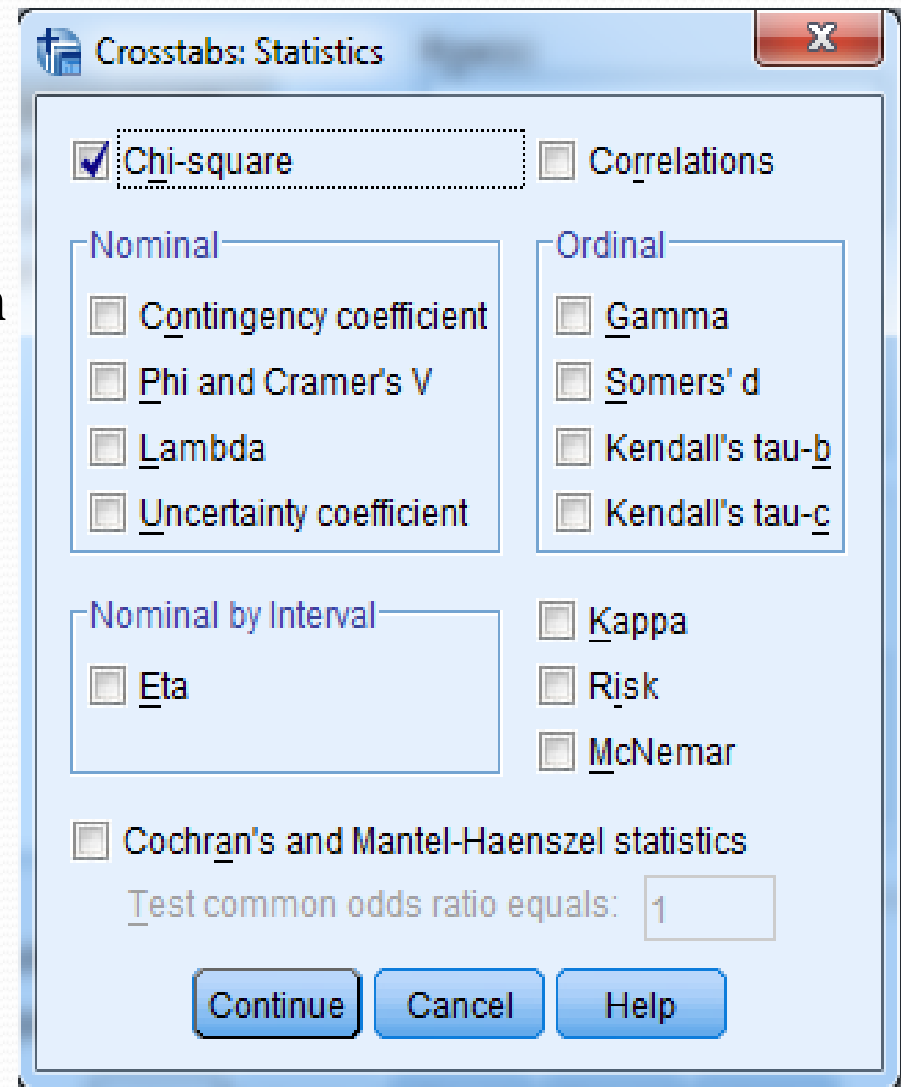 Crosstabs: Statistics
Chi-square
Correlations
Nominal
Contingency coefficient
Phi and Cramer's V
Lambda
Uncertainty coefficient
Ordinal
Gamma
Somers' d
Kendall's tau-b
Kendall's tau-c
Nominal by Interval
Eta
Kappa
Risk
McNemar
Cochran's and Mantel-Haenszel statistics
Test common odds ratio equals: 1
Continue Cancel Help